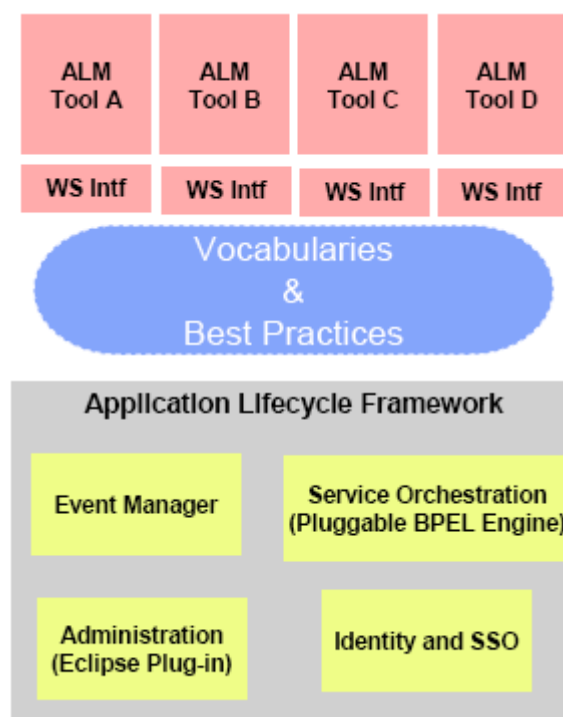 ALM
Tool A
ALM
Tool B
ALM
Tool C
ALM
Tool D
WS Intf
WS Intf
WS Intf
WS Intf
Vocabularies
&
Best Practices
Application Lifecycle Framework
Event Manager
Service Orchestration
(Pluggable BPEL Engine)
Administration
(Eclipse Plug-in)
Identity and SSO